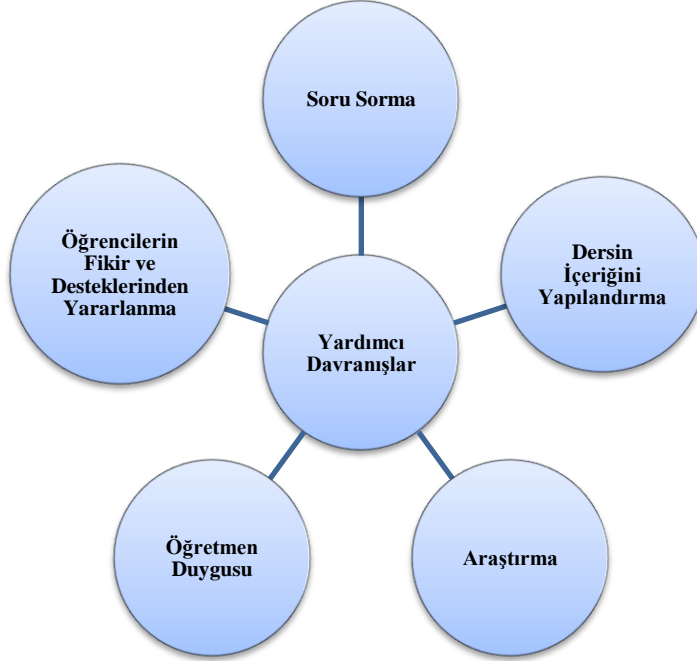 Soru Sorma
Öğrencilerin
Fikir ve
Desteklerinden
Yararlanma
Dersin
İçeriğini
Yapılandırma
Yardımcı
Davranışlar
Öğretmen
Duygusu
Araştırma